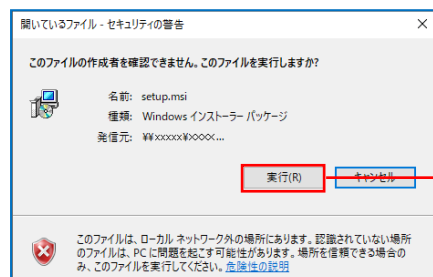 開いているファイル - セキュリティの警告
このファイルの作成者を確認できません。このファイルを実行しますか?
名前: setup.msi
種類: Windows インストーラー パッケージ
発信元: ¥¥xxxxx¥xxxx...
実行(R)
キャンセル
このファイルは、ローカル ネットワーク外の場所にあります。認識されていない場所
のファイルは、PC に問題を起こす可能性があります。場所を信頼できる場合の
み、このファイルを実行してください。危険性の説明